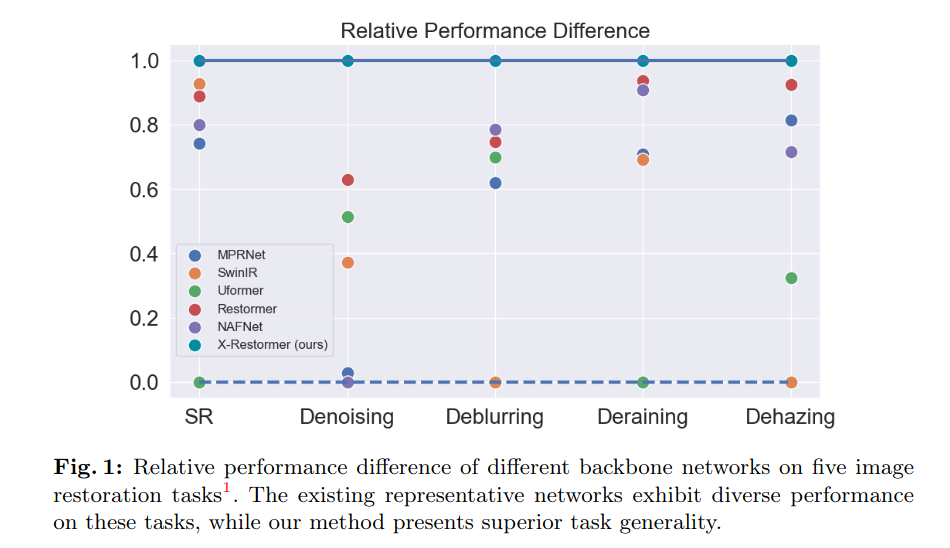 Relative Performance Difference
1.0
0.8
0.6
0.4
0.2
0.0
MPRNet
SwinIR
Uformer
Restormer
NAFNet
X-Restormer (ours)
SR Denoising Deblurring Deraining Dehazing
Fig. 1: Relative performance difference of different backbone networks on five image
restoration tasks1. The existing representative networks exhibit diverse performance
on these tasks, while our method presents superior task generality.